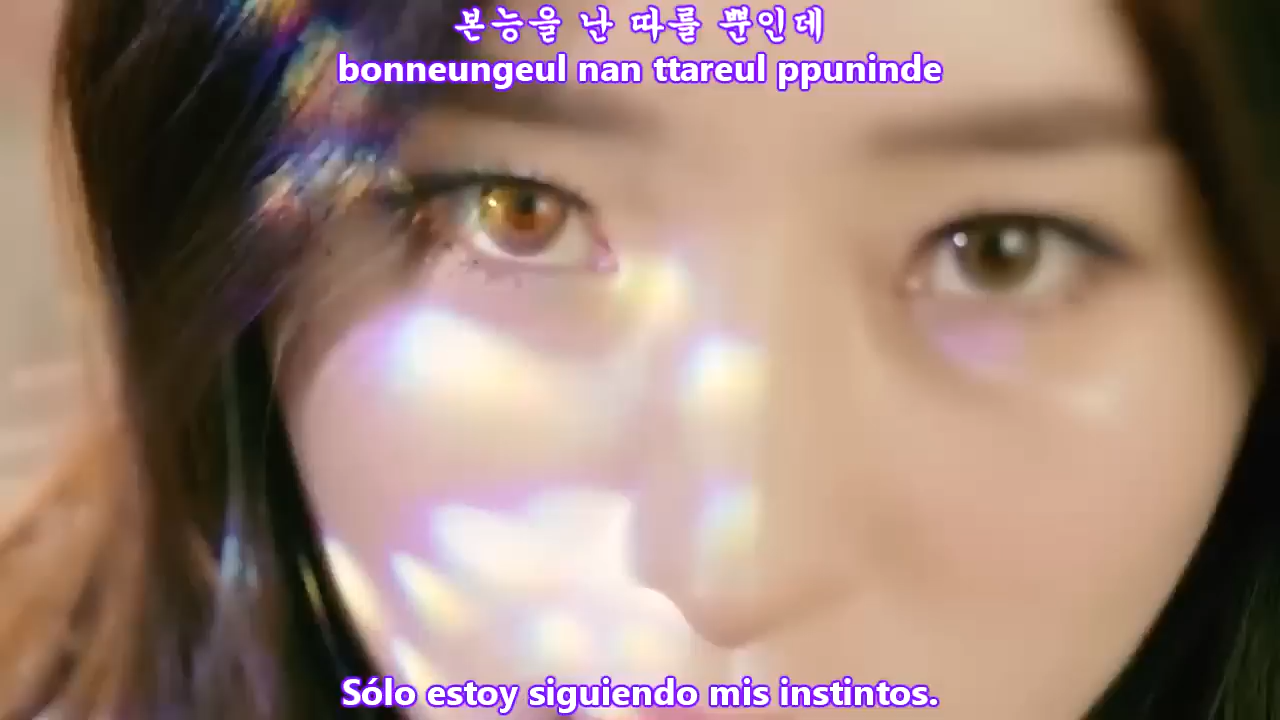 본능을 난 따를 뿐인데
bonneungeul nan ttareul ppuninde
Sólo estoy siguiendo mis instintos.